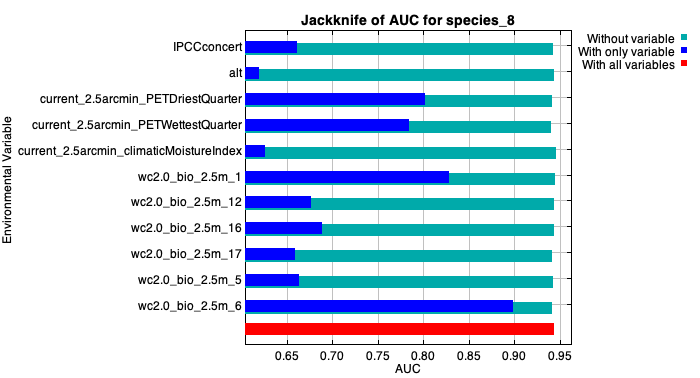 Jackknife of AUC for species_8
Without variable
With only variable
With all variables
Environmental Variable
IPCCconcert
alt
current_2.5arcmin_PETDriestQuarter
current_2.5arcmin_PETWettestQuarter
current_2.5arcmin_climaticMoistureIndex
wc2.0_bio_2.5m_1
wc2.0_bio_2.5m_12
wc2.0_bio_2.5m_16
wc2.0_bio_2.5m_17
wc2.0_bio_2.5m_5
wc2.0_bio_2.5m_6
0.65 0.70 0.75 0.80 0.85 0.90 0.95
AUC